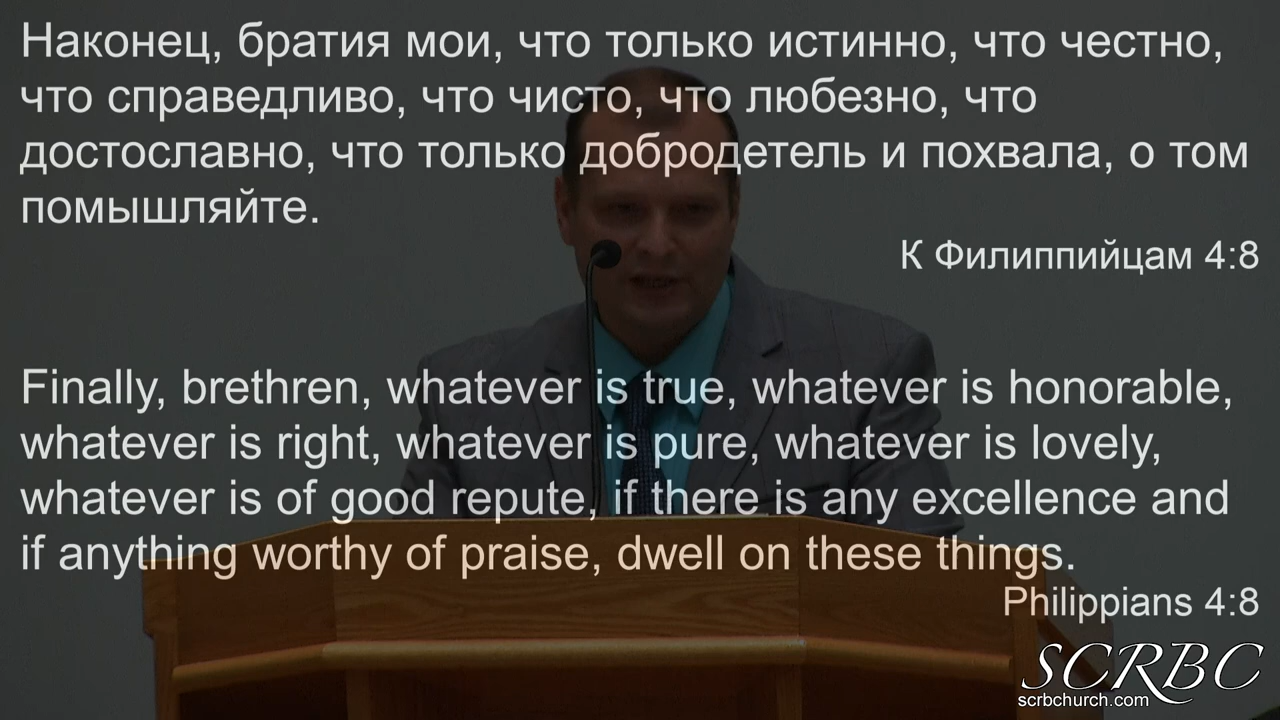 Наконец, братия мои, что только истинно, что честно,
что справедливо, что чисто, что любезно, что
достославно, что только добродетель и похвала, о том
помышляйте.
К Филиппийцам 4:8
Finally, brethren, whatever is true, whatever is honorable,
whatever is right, whatever is pure, whatever is lovely,
whatever is of good repute, if there is any excellence and
if anything worthy of praise, dwell on these things.
Philippians 4:8
SCRBC
scrbchurch.com